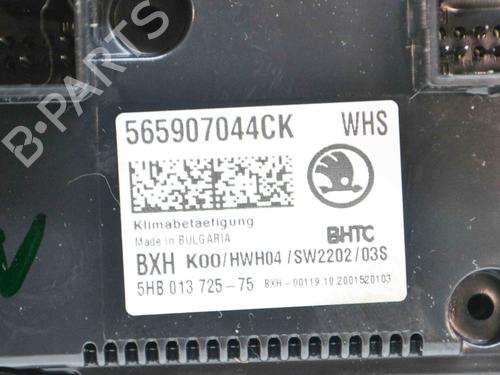 B-PARTS
565907044CK WHS
Klimabetaetigung
Made in BULGARIA
BHTC
BXH K00/HWH04/SW2202/03S
5HB 013 725-75 BXH-00119.10.2001520103